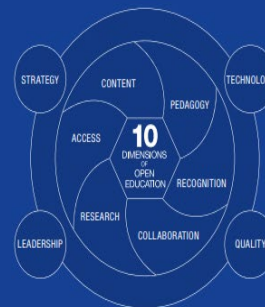 STRATEGY
TECHNOLO
CONTENT
PEDAGOGY
ACCESS
10
DIMENSIONS
OF
OPEN
EDUCATION
RECOGNITION
RESEARCH
COLLABORATION
LEADERSHIP
QUALITY